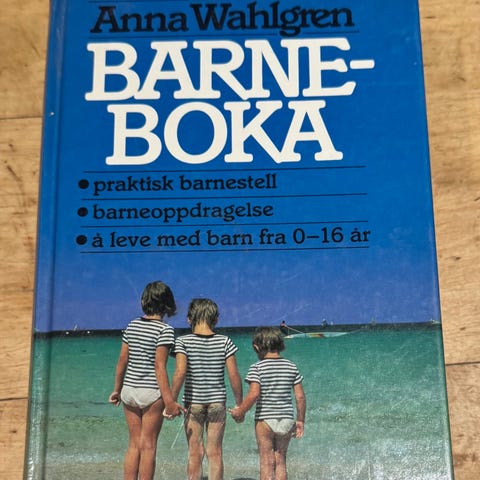 Anna Wahlgren
BARNE-
BOKA
• praktisk barnestell
• barneoppdragelse
• å leve med barn fra 0–16 år